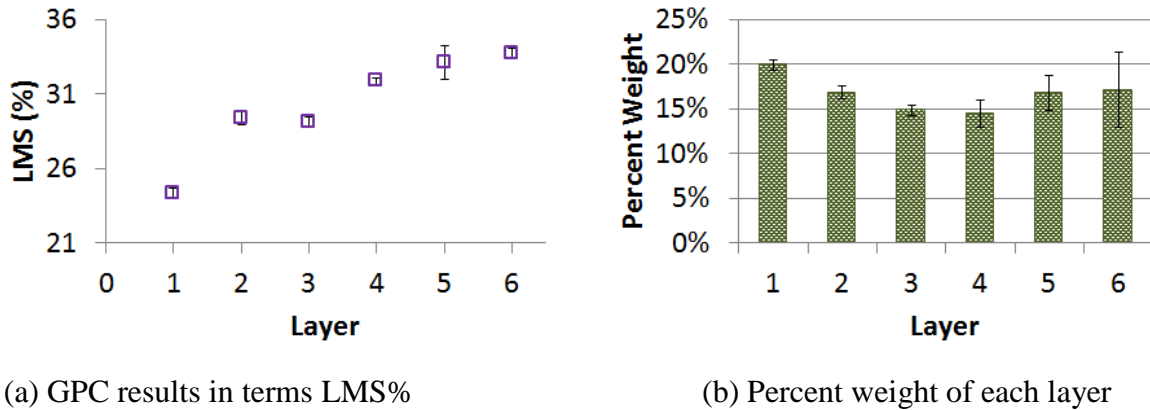 36
31
26
21
LMS (%)
0 1 2 3 4 5 6
Layer
25%
20%
15%
10%
5%
0%
Percent Weight
1 2 3 4 5 6
Layer
(a) GPC results in terms LMS%
(b) Percent weight of each layer